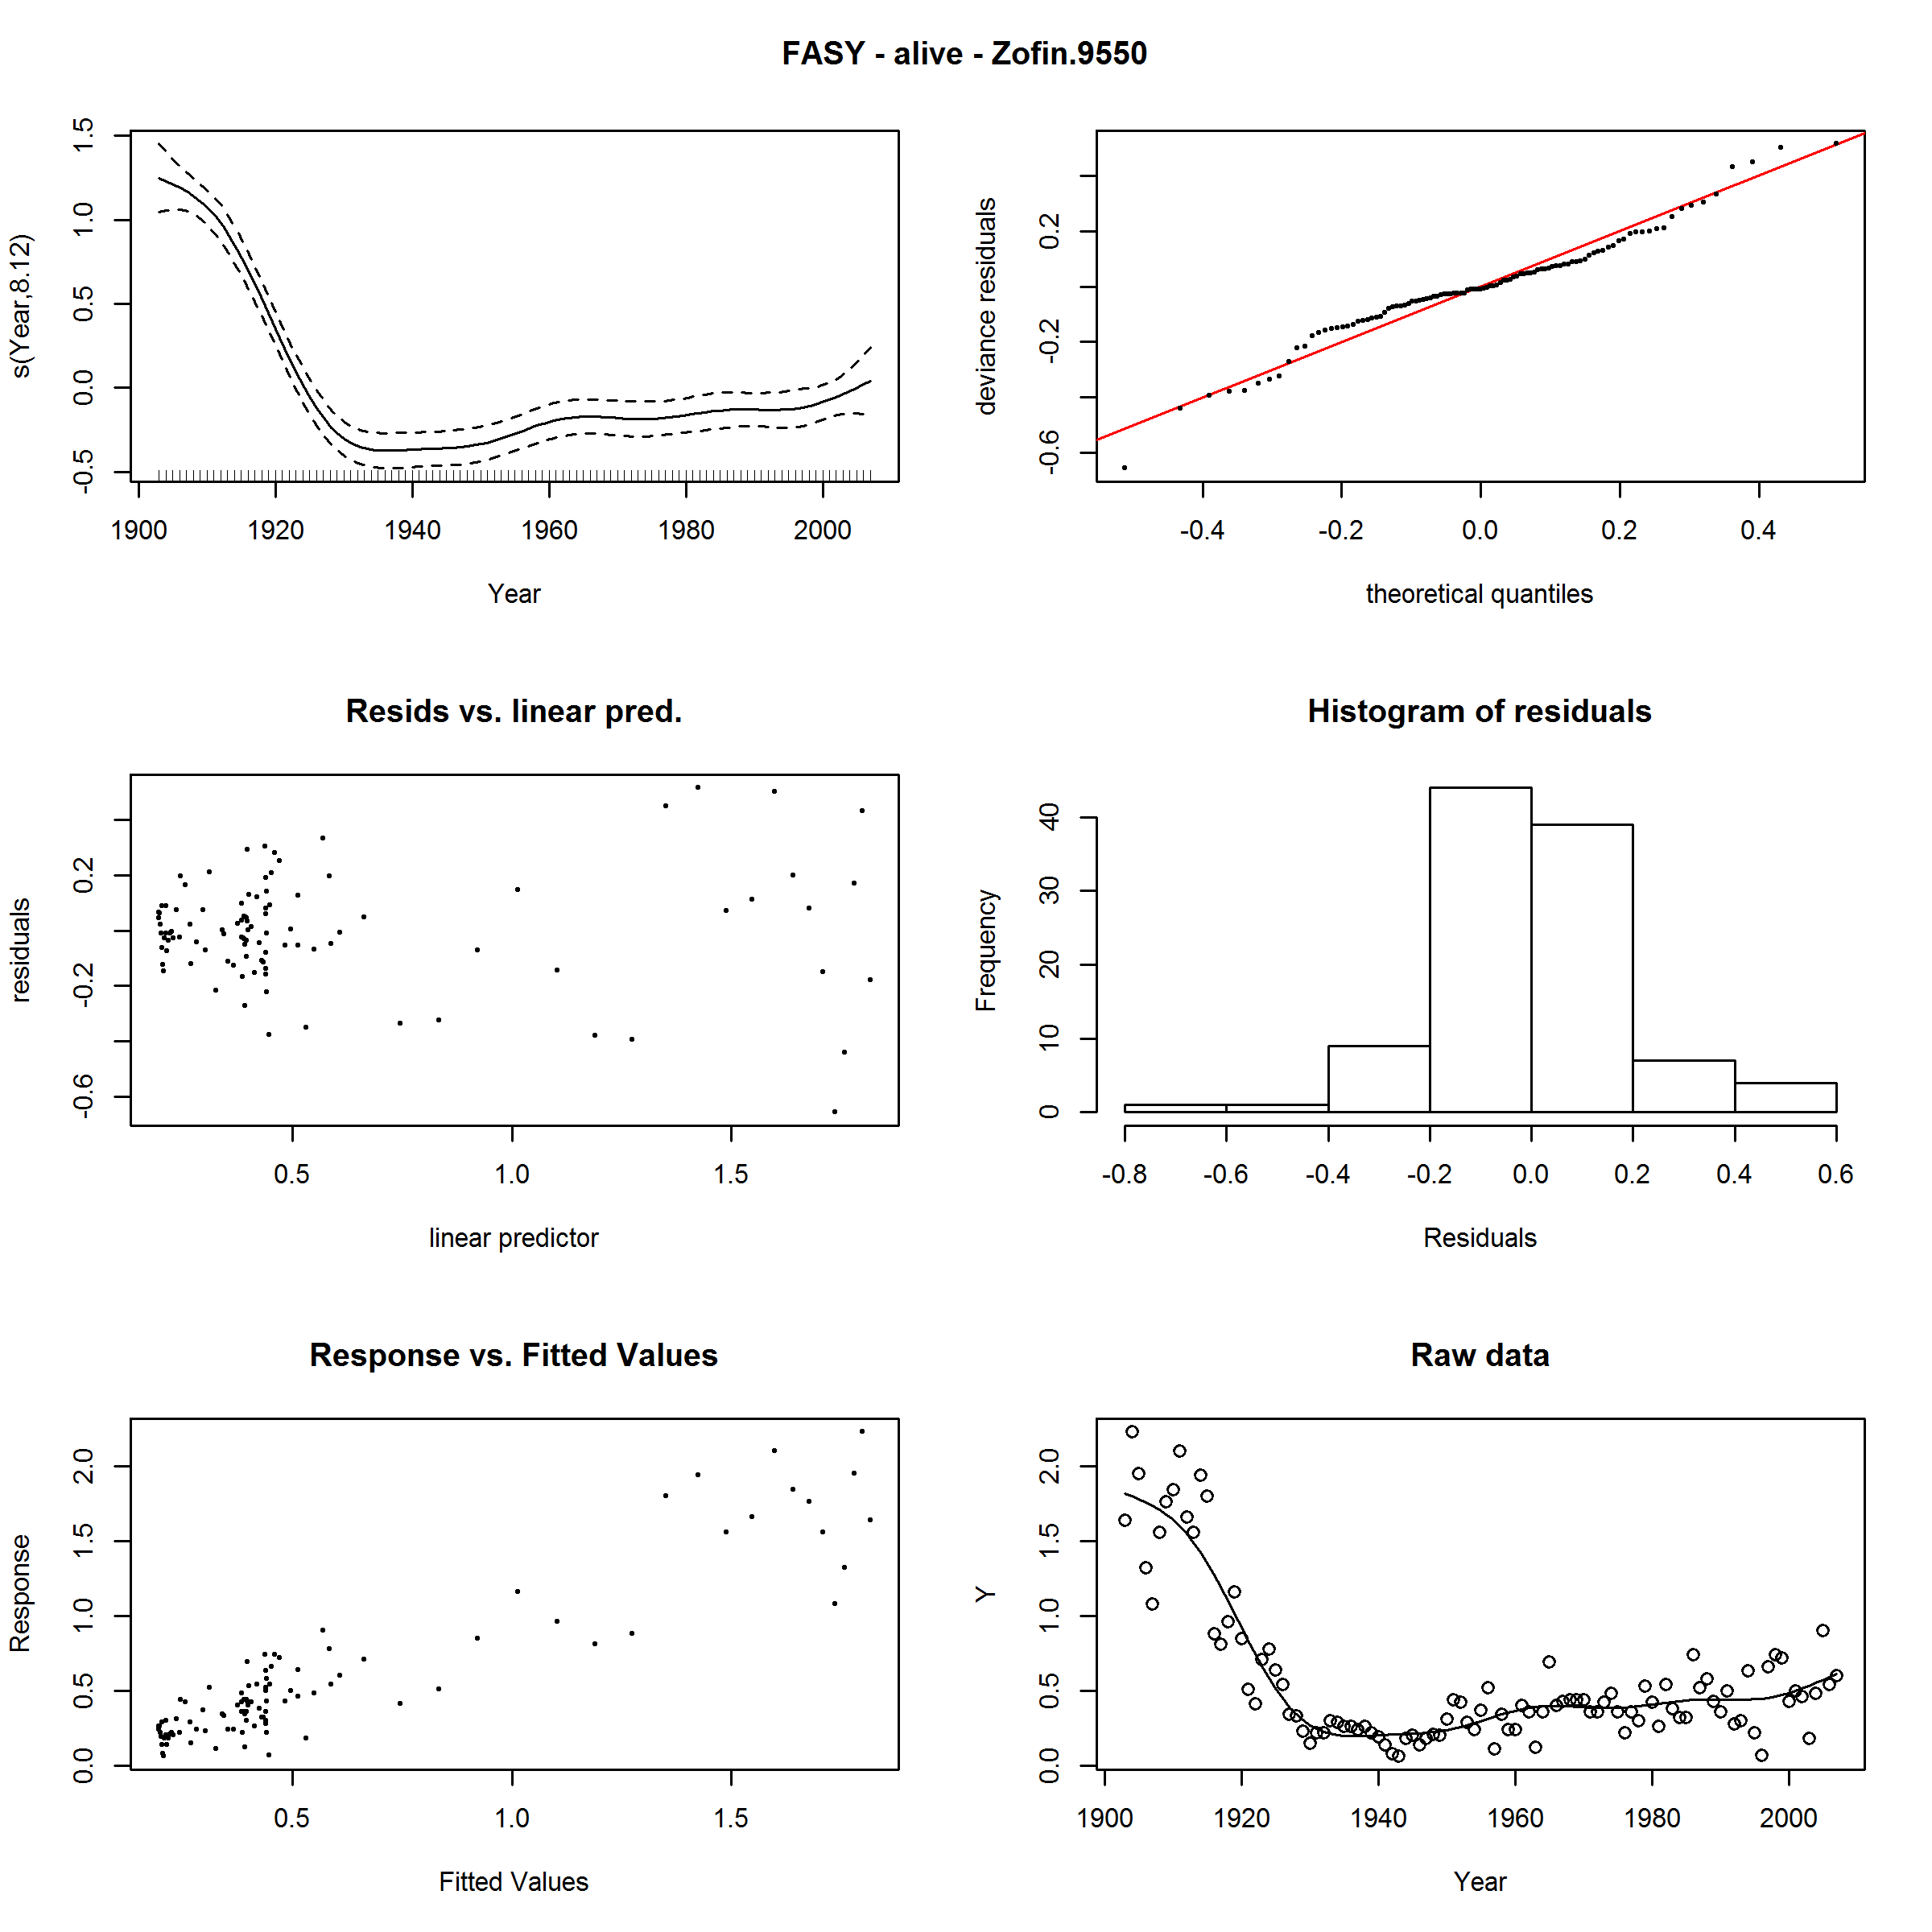 FASY - alive - Zofin.9550
s(Year,8.12)
-0.5 0.0 0.5 1.0 1.5
1900 1920 1940 1960 1980 2000
Year
deviance residuals
-0.6 -0.2 0.2
-0.4 -0.2 0.0 0.2 0.4
theoretical quantiles
Resids vs. linear pred.
residuals
-0.6 -0.2 0.2
0.5 1.0 1.5
linear predictor
Histogram of residuals
Frequency
0 10 20 30 40
-0.8 -0.6 -0.4 -0.2 0.0 0.2 0.4 0.6
Residuals
Response vs. Fitted Values
Response
0.0 0.5 1.0 1.5 2.0
0.5 1.0 1.5
Fitted Values
Raw data
Y
0.0 0.5 1.0 1.5 2.0
1900 1920 1940 1960 1980 2000
Year